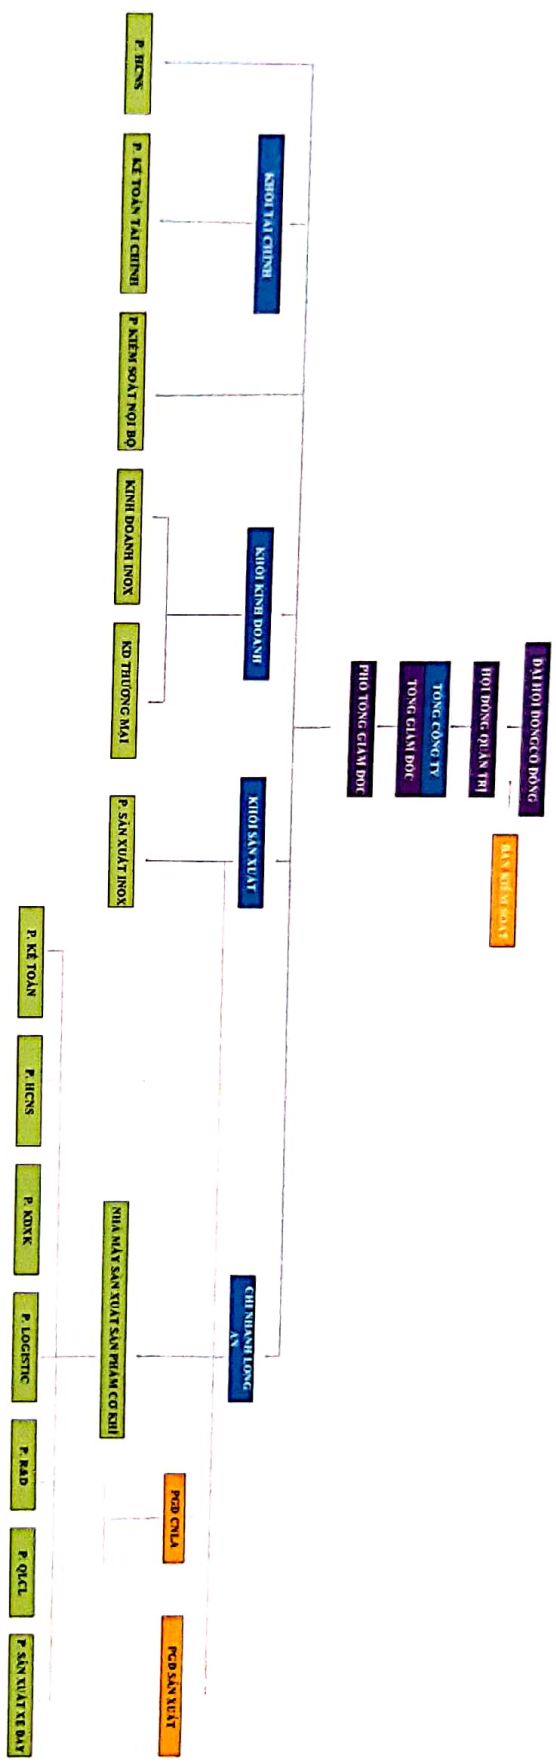 ĐẠI HỘI ĐỒNG CỔ ĐÔNG
HỘI ĐỒNG QUẢN TRỊ
BAN KIỂM SOÁT
TỔNG CÔNG TY
TỔNG GIÁM ĐỐC
PHÓ TỔNG GIÁM ĐỐC
KHỐI TÀI CHÍNH
KHỐI KINH DOANH
KHỐI SẢN XUẤT
CHI NHANH LONG
AN
P. HCNS
P. KẾ TOÁN TÀI CHÍNH
P KIỂM SOÁT NỘI BỘ
KINH DOANH INOX
KD THƯƠNG MẠI
P. SẢN XUẤT INOX
NHÀ MÁY SẢN XUẤT SẢN PHẨM CƠ KHÍ
PGD CNLA
PGD SẢN XUẤT
P. KẾ TOÁN
P. HCNS
P. KDXK
P. LOGISTIC
P. R&D
P. QLCL
P. SẢN XUẤT XE ĐẨY